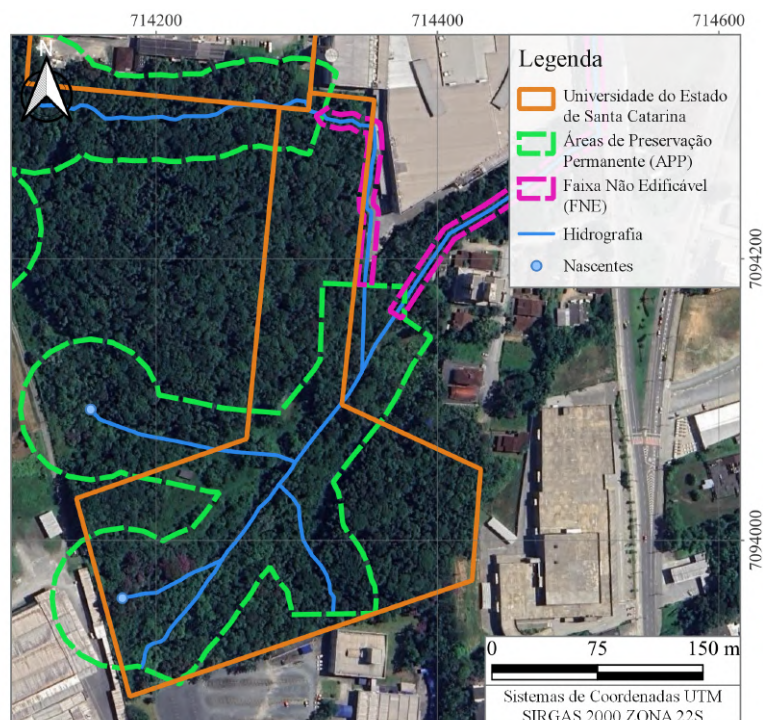 714200
714400
714600
N
Legenda
Universidade do Estado
de Santa Catarina
Áreas de Preservação
Permanente (APP)
Faixa Não Edificável
(FNE)
Hidrografia
Nascentes
7094200
7094000
0 75 150 m
Sistemas de Coordenadas UTM
SIRGAS 2000 ZONA 22S